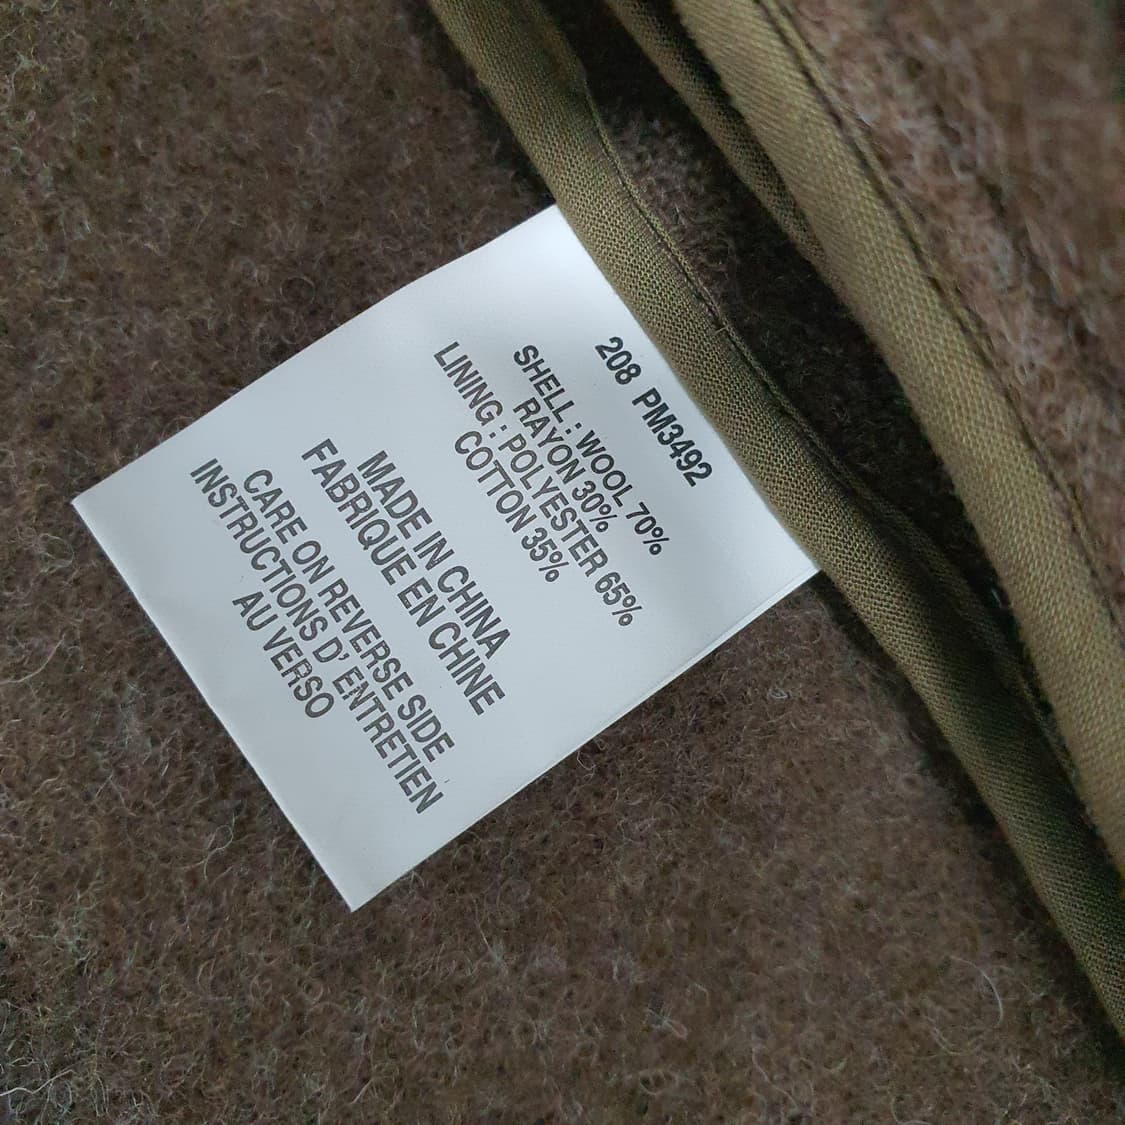 208 PM3492
SHELL : WOOL 70%
RAYON 30%
LINING : POLYESTER 65%
COTTON 35%
MADE IN CHINA
FABRIQUE EN CHINE
CARE ON REVERSE SIDE
INSTRUCTIONS D' ENTRETIEN
AU VERSO